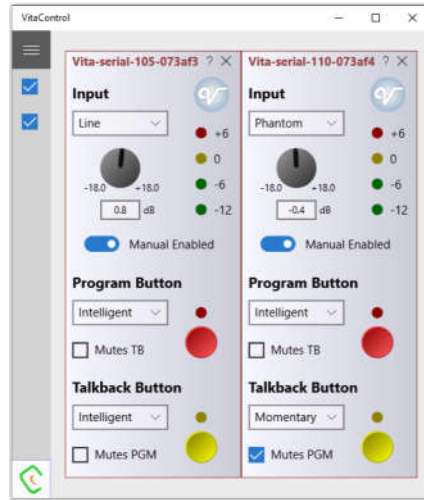 VitaControl
Vita-serial-105-073af3 ?
Input
Line
+6
0
-6
-12
-18.0 +18.0
0.8 dB
Manual Enabled
Program Button
Intelligent
Mutes TB
Talkback Button
Intelligent
Mutes PGM
Vita-serial-110-073af4 ?
Input
Phantom
+6
0
-6
-12
-18.0 +18.0
-0.4 dB
Manual Enabled
Program Button
Intelligent
Mutes TB
Talkback Button
Momentary
Mutes PGM